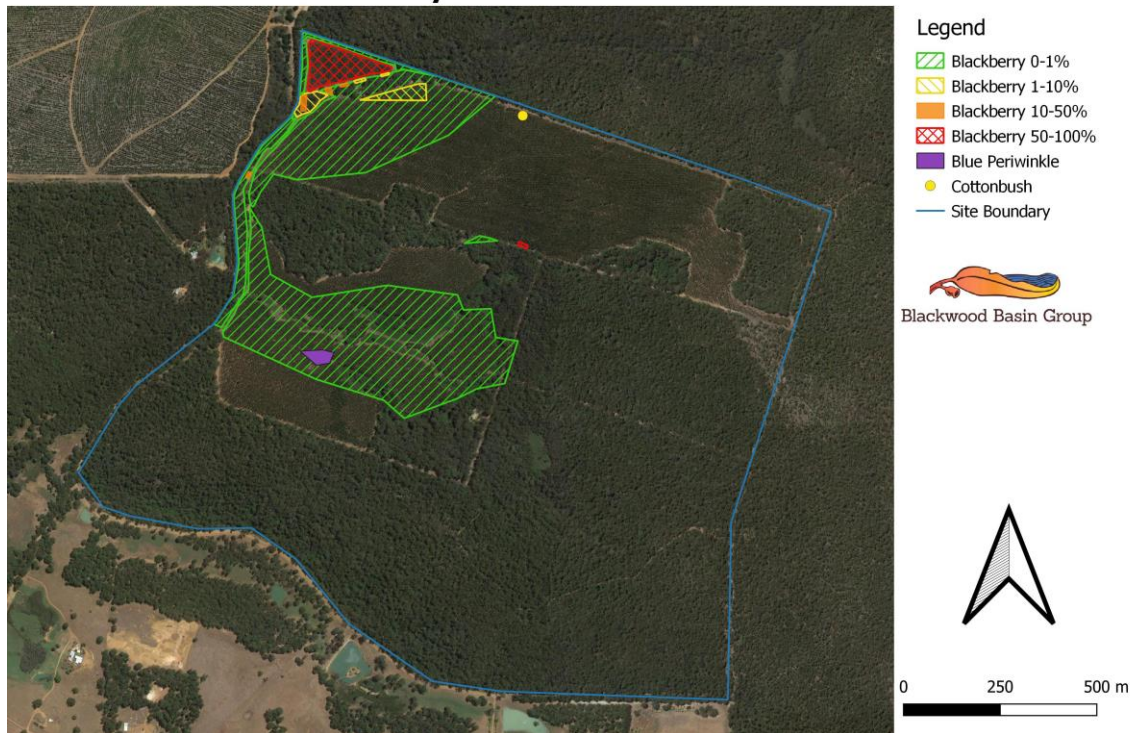 Legend
Blackberry 0-1%
Blackberry 1-10%
Blackberry 10-50%
Blackberry 50-100%
Blue Periwinkle
Cottonbush
Site Boundary
Blackwood Basin Group
0 250 500 m